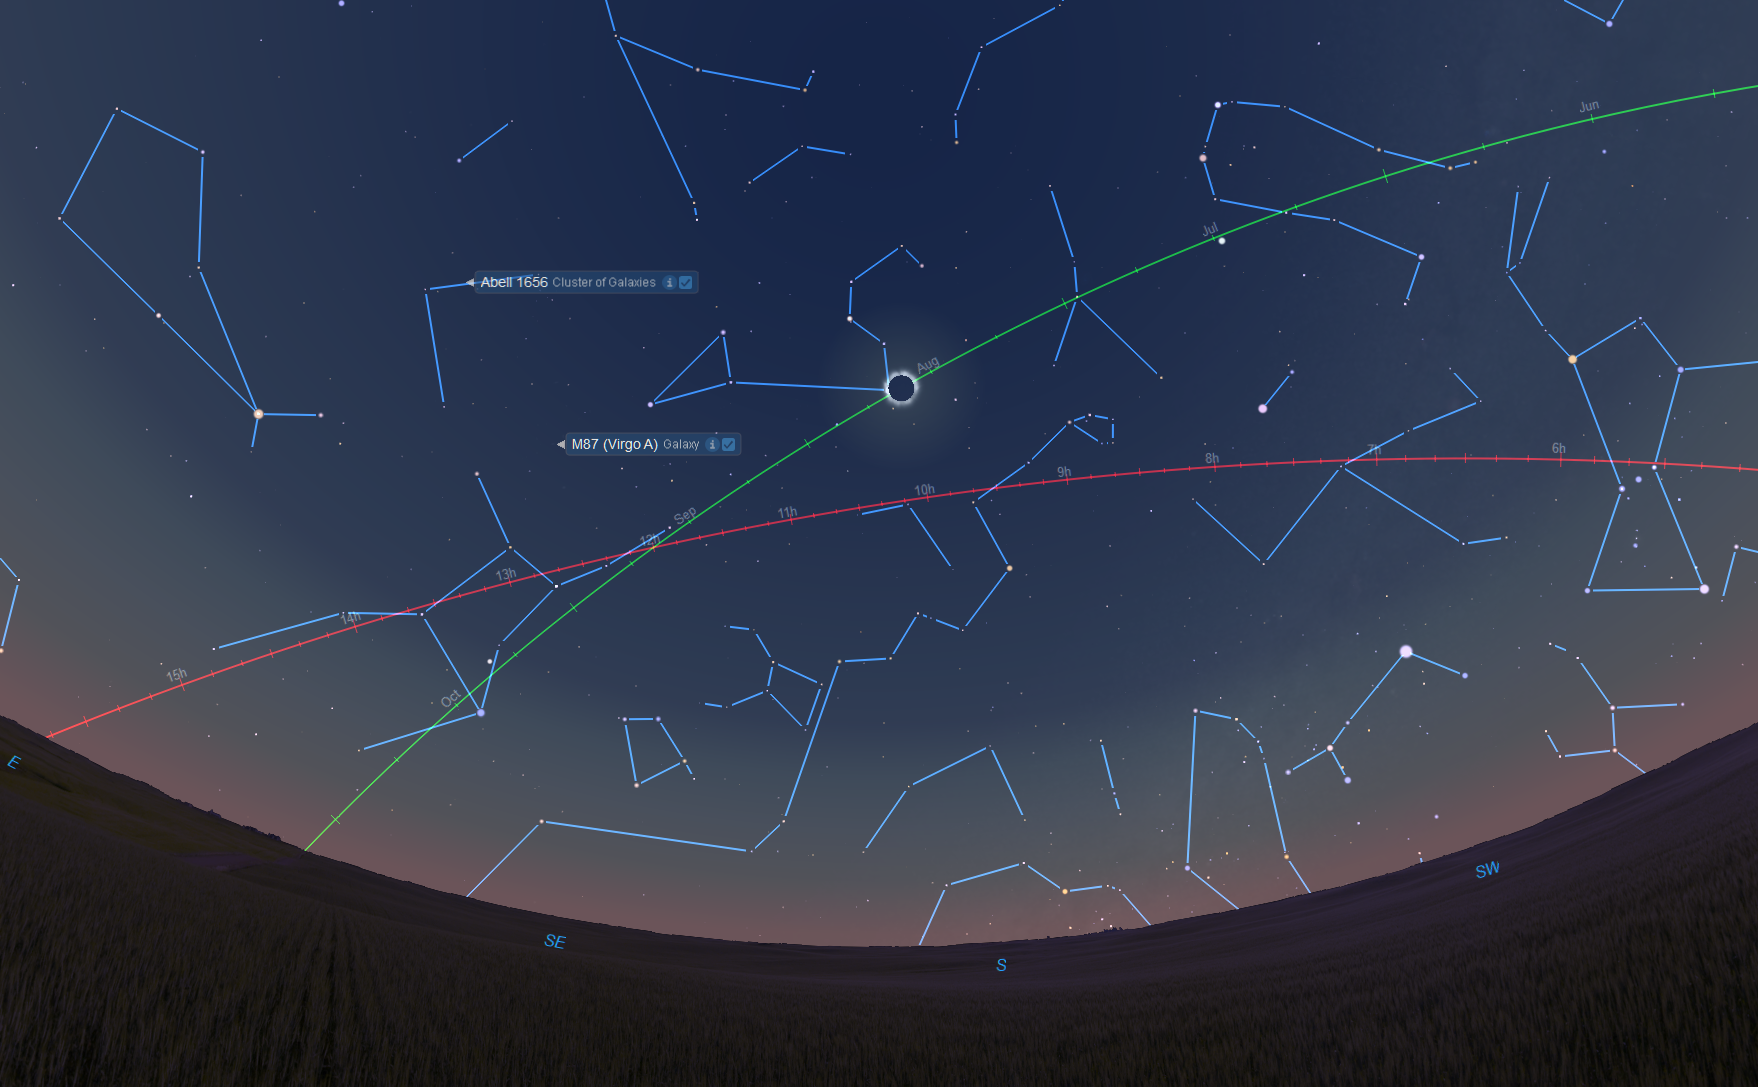 Jun
Jul
Abell 1656 Cluster of Galaxies i
Aug
M87 (Virgo A) Galaxy i
6h
7h
8h
9h
10h
11h
Sep
12h
13h
14h
15h
Oct
E
SW
SE
S